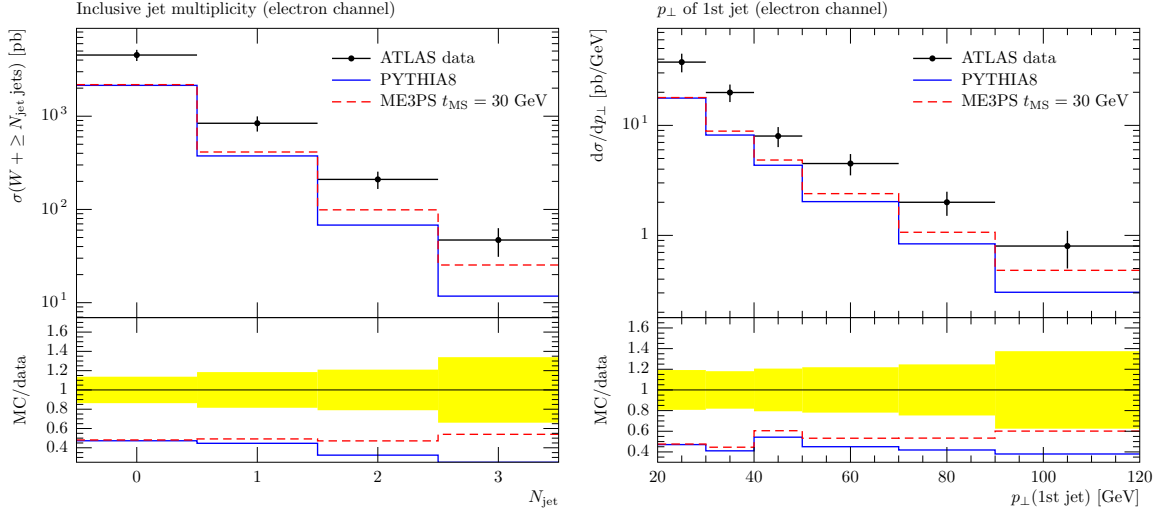 Inclusive jet multiplicity (electron channel)
σ(W + ≥ N_jet jets) [pb]
10^3
10^2
10^1
ATLAS data
PYTHIA8
ME3PS t_MS = 30 GeV
MC/data
1.6
1.4
1.2
1
0.8
0.6
0.4
0 1 2 3
N_jet
p_⊥ of 1st jet (electron channel)
dσ/dp_⊥ [pb/GeV]
10^1
1
ATLAS data
PYTHIA8
ME3PS t_MS = 30 GeV
MC/data
1.6
1.4
1.2
1
0.8
0.6
0.4
20 40 60 80 100 120
p_⊥(1st jet) [GeV]